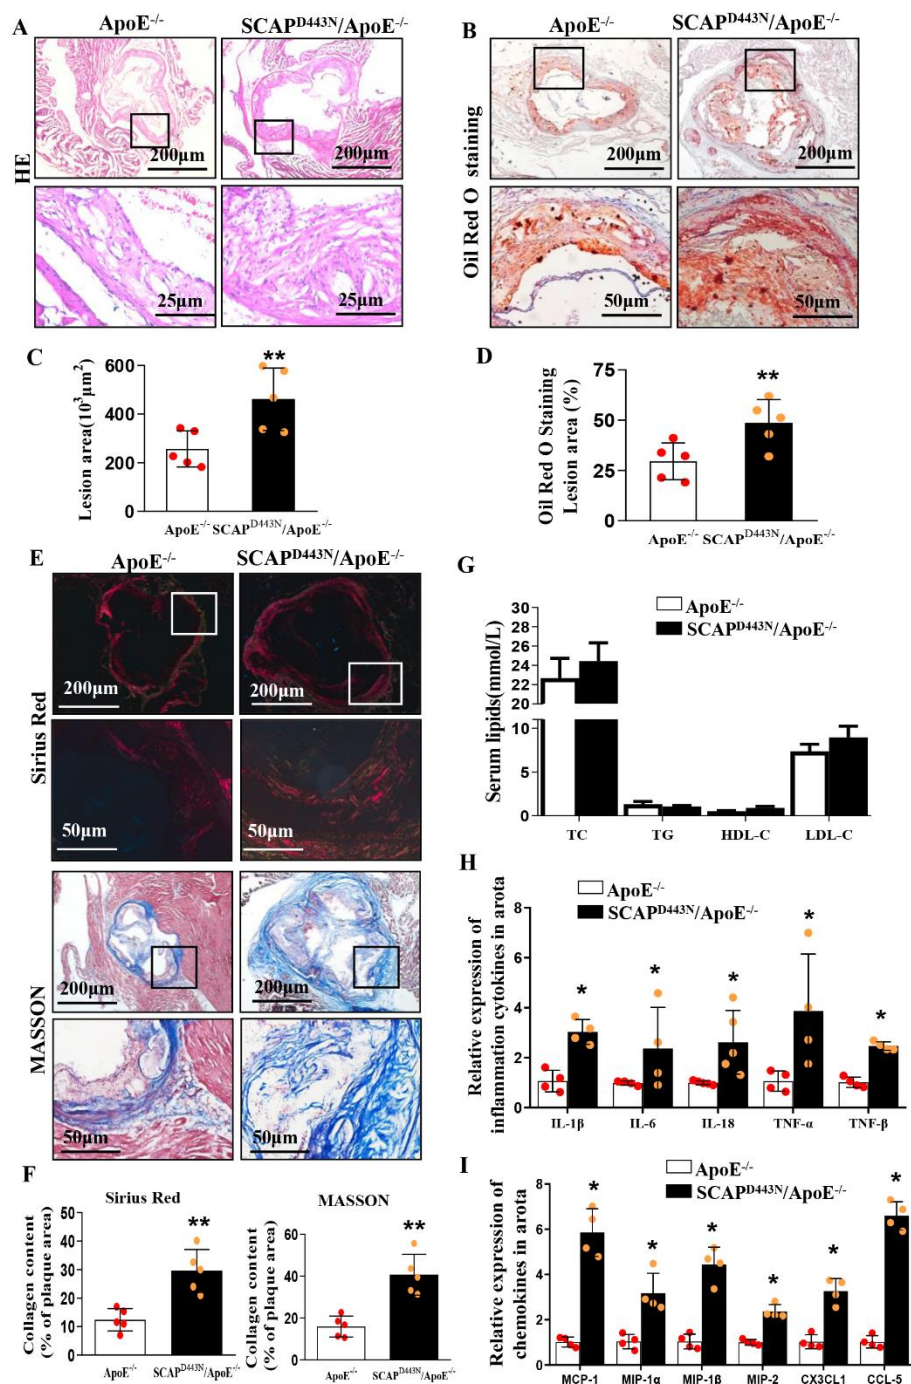 A
ApoE-/-
SCAPD443N/ApoE-/-
HE
200μm
200μm
25μm
25μm
B
ApoE-/-
SCAPD443N/ApoE-/-
Oil Red O staining
200μm
200μm
50μm
50μm
C
Lesion area(10³μm²)
600
400
200
0
**
ApoE-/- SCAPD443N/ApoE-/-
D
Oil Red O Staining
Lesion area (%)
75
50
25
0
**
ApoE-/- SCAPD443N/ApoE-/-
E
ApoE-/-
SCAPD443N/ApoE-/-
Sirius Red
200μm
200μm
50μm
50μm
MASSON
200μm
200μm
50μm
50μm
F
Sirius Red
Collagen content
(% of plaque area)
50
40
30
20
10
0
**
ApoE-/- SCAPD443N/ApoE-/-
MASSON
Collagen content
(% of plaque area)
60
40
20
0
**
ApoE-/- SCAPD443N/ApoE-/-
G
ApoE-/-
SCAPD443N/ApoE-/-
Serum lipids(mmol/L)
30
28
26
24
22
20
10
5
0
TC TG HDL-C LDL-C
H
ApoE-/-
SCAPD443N/ApoE-/-
Relative expression of
inflamation cytokines in arota
8
6
4
2
0
* * * * *
IL-1β IL-6 IL-18 TNF-α TNF-β
I
ApoE-/-
SCAPD443N/ApoE-/-
Relative expression of
chemokines in arota
8
6
4
2
0
* * * * * *
MCP-1 MIP-1α MIP-1β MIP-2 CX3CL1 CCL-5